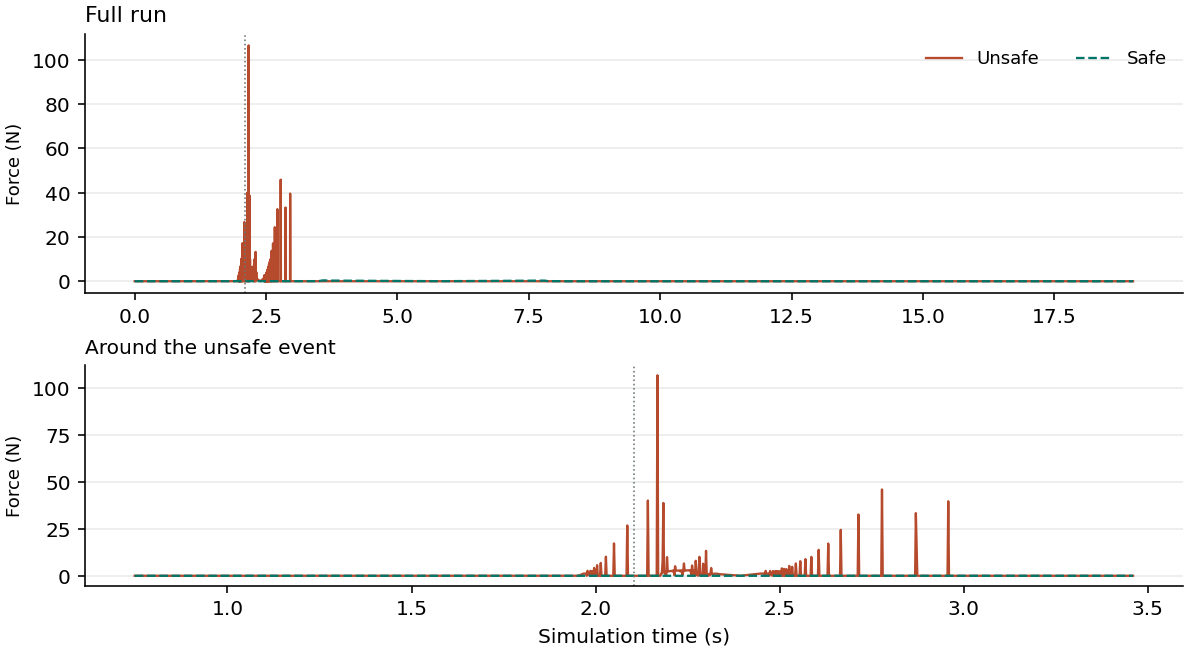 Full run
Force (N)
100
80
60
40
20
0
Unsafe
Safe
0.0 2.5 5.0 7.5 10.0 12.5 15.0 17.5
Around the unsafe event
Force (N)
100
75
50
25
0
1.0 1.5 2.0 2.5 3.0 3.5
Simulation time (s)